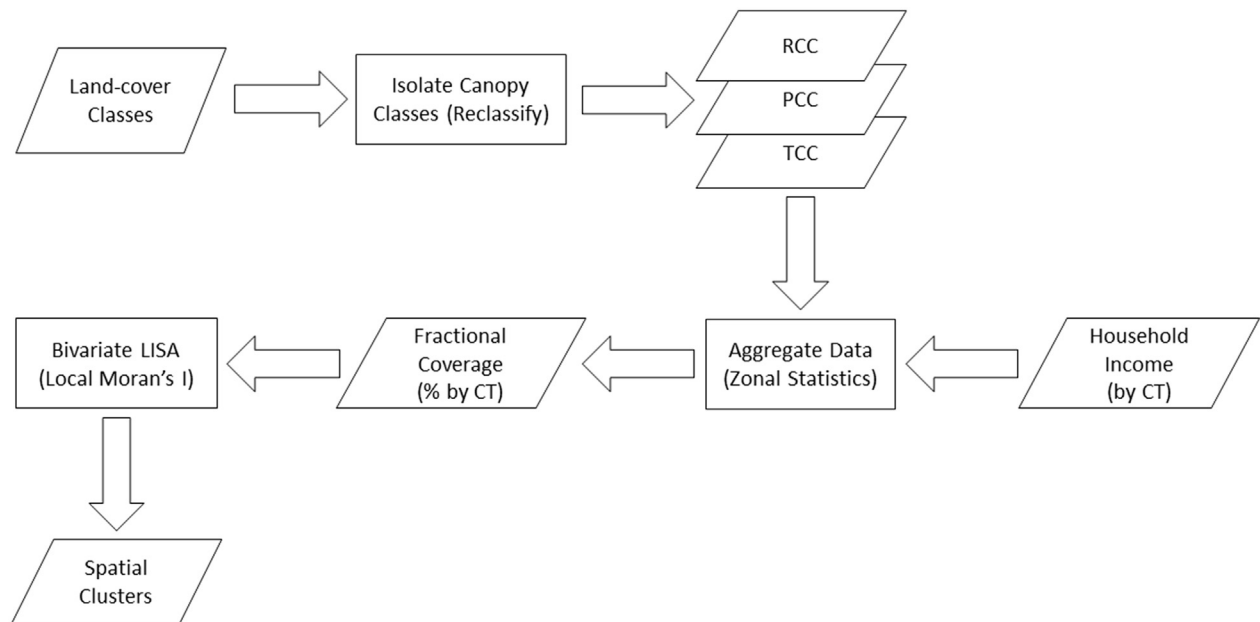 Land-cover
Classes
Isolate Canopy
Classes (Reclassify)
RCC
PCC
TCC
Bivariate LISA
(Local Moran's I)
Fractional
Coverage
(% by CT)
Aggregate Data
(Zonal Statistics)
Household
Income
(by CT)
Spatial
Clusters